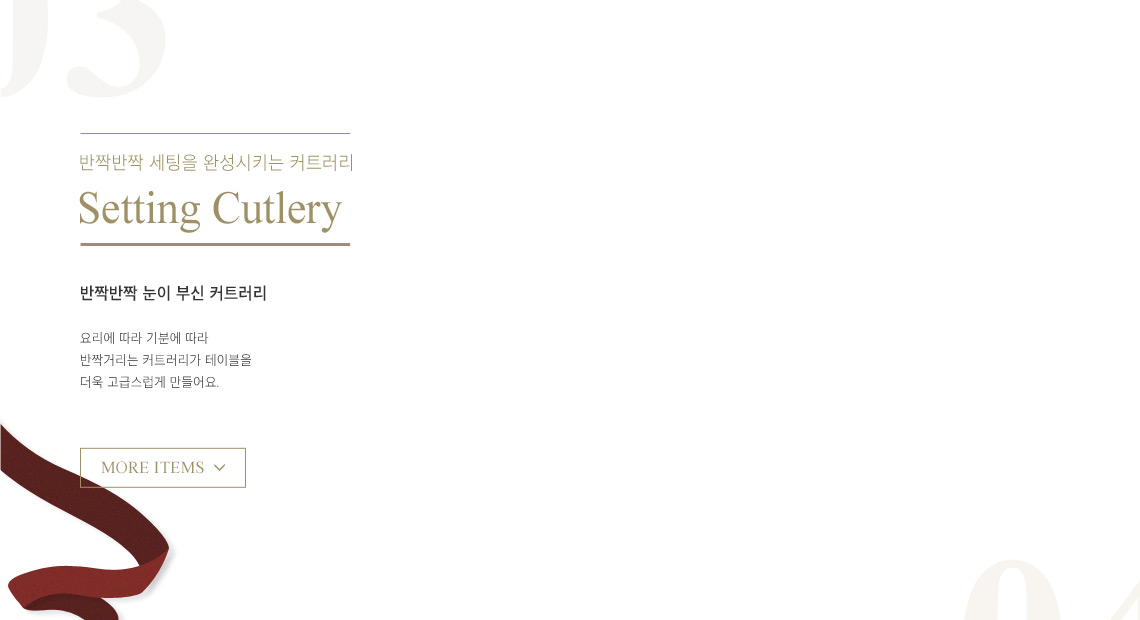 03
반짝반짝 세팅을 완성시키는 커트러리
Setting Cutlery
반짝반짝 눈이 부신 커트러리
요리에 따라 기분에 따라
반짝거리는 커트러리가 테이블을
더욱 고급스럽게 만들어요.
MORE ITEMS
04